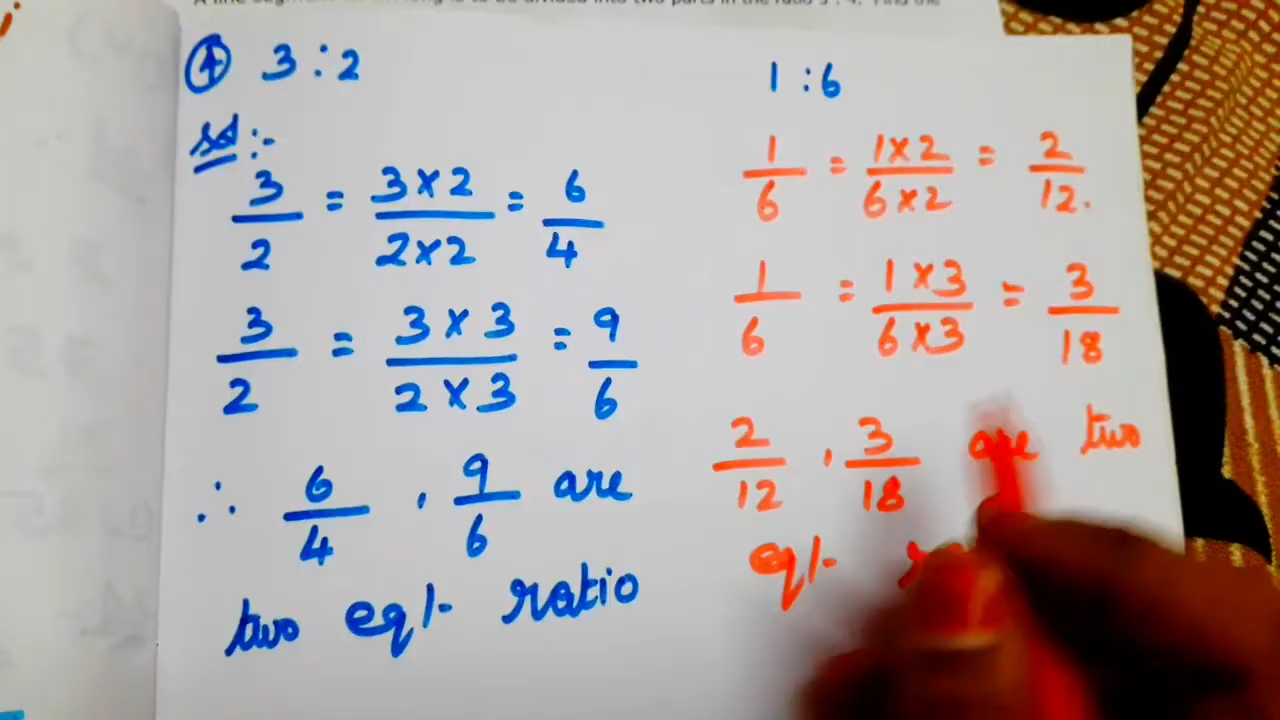 ④ 3 : 2
Sol :-
3/2 = 3×2/2×2 = 6/4
3/2 = 3×3/2×3 = 9/6
∴ 6/4 , 9/6 are
two eql. ratio
1 : 6
1/6 = 1×2/6×2 = 2/12.
1/6 = 1×3/6×3 = 3/18
2/12 , 3/18 are two
eql.